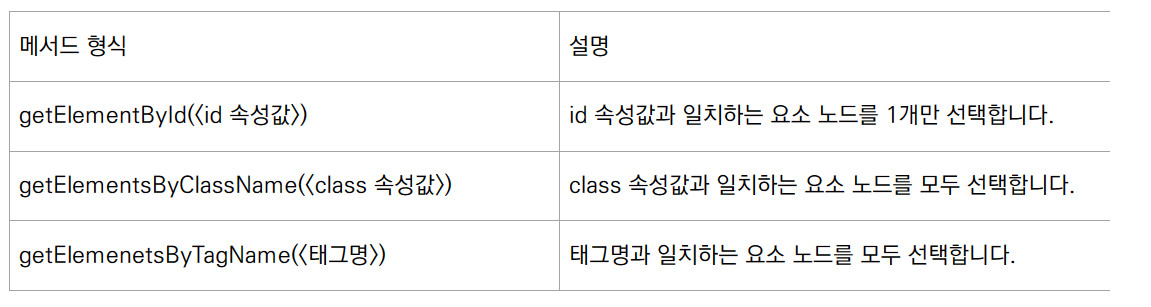 메서드 형식
설명
getElementById(〈id 속성값〉)
id 속성값과 일치하는 요소 노드를 1개만 선택합니다.
getElementsByClassName(〈class 속성값〉)
class 속성값과 일치하는 요소 노드를 모두 선택합니다.
getElemenetsByTagName(〈태그명〉)
태그명과 일치하는 요소 노드를 모두 선택합니다.